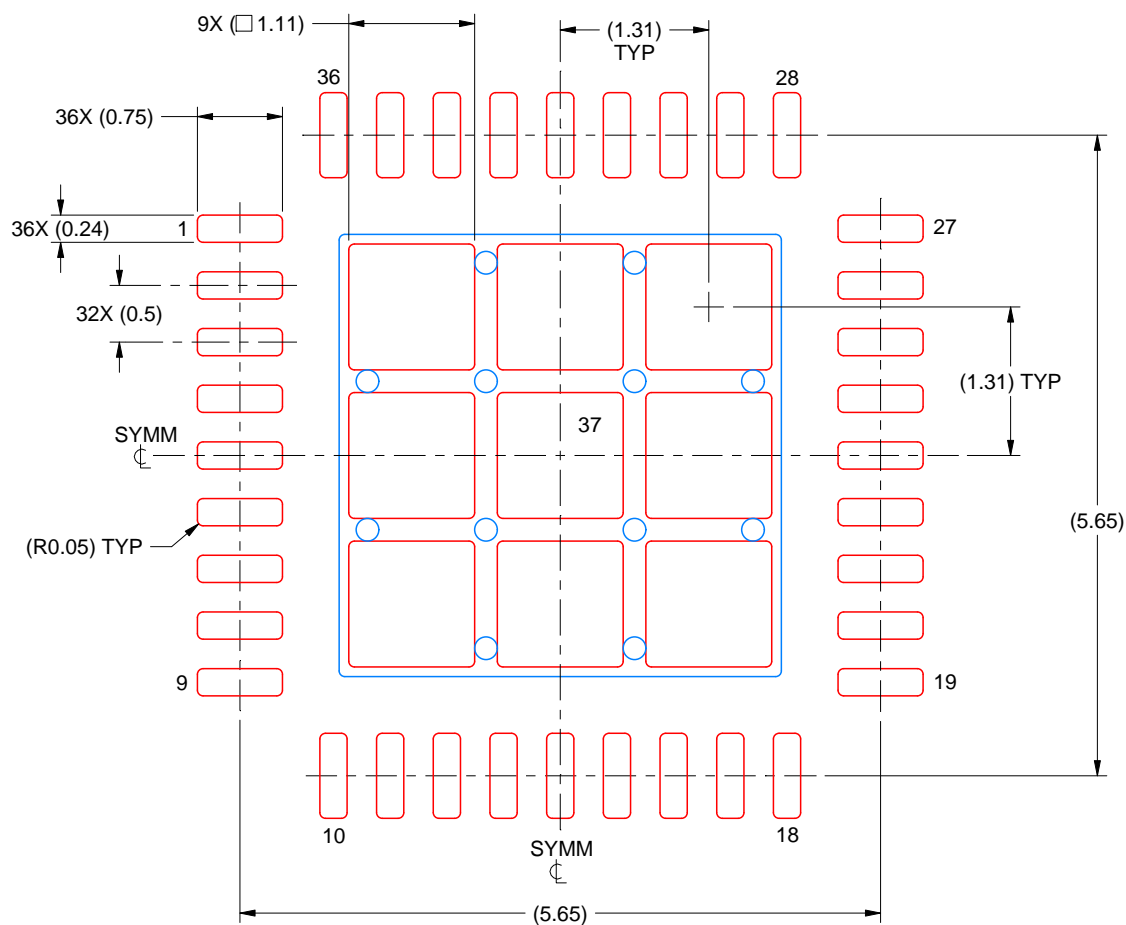 9X (□ 1.11)
(1.31)
TYP
36
28
36X (0.75)
1
36X (0.24)
27
32X (0.5)
(1.31) TYP
37
SYMM
℄
(5.65)
(R0.05) TYP
9
19
10
18
SYMM
℄
(5.65)